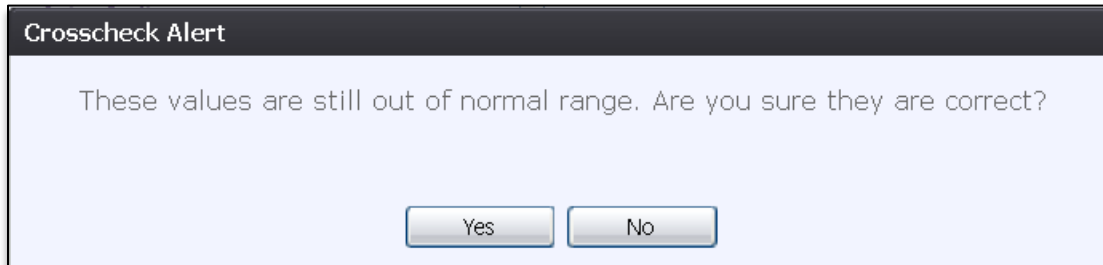 Crosscheck Alert
These values are still out of normal range. Are you sure they are correct?
Yes No